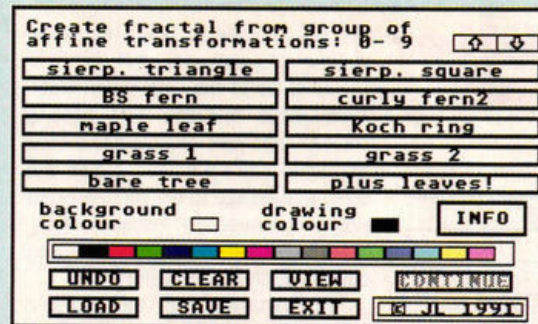 Create fractal from group of
affine transformations: 0- 9
sierp. triangle
sierp. square
BS fern
curly fern2
maple leaf
Koch ring
grass 1
grass 2
bare tree
plus leaves!
background
colour
drawing
colour
INFO
UNDO
CLEAR
VIEW
CONTINUE
LOAD
SAVE
EXIT
© JL 1991